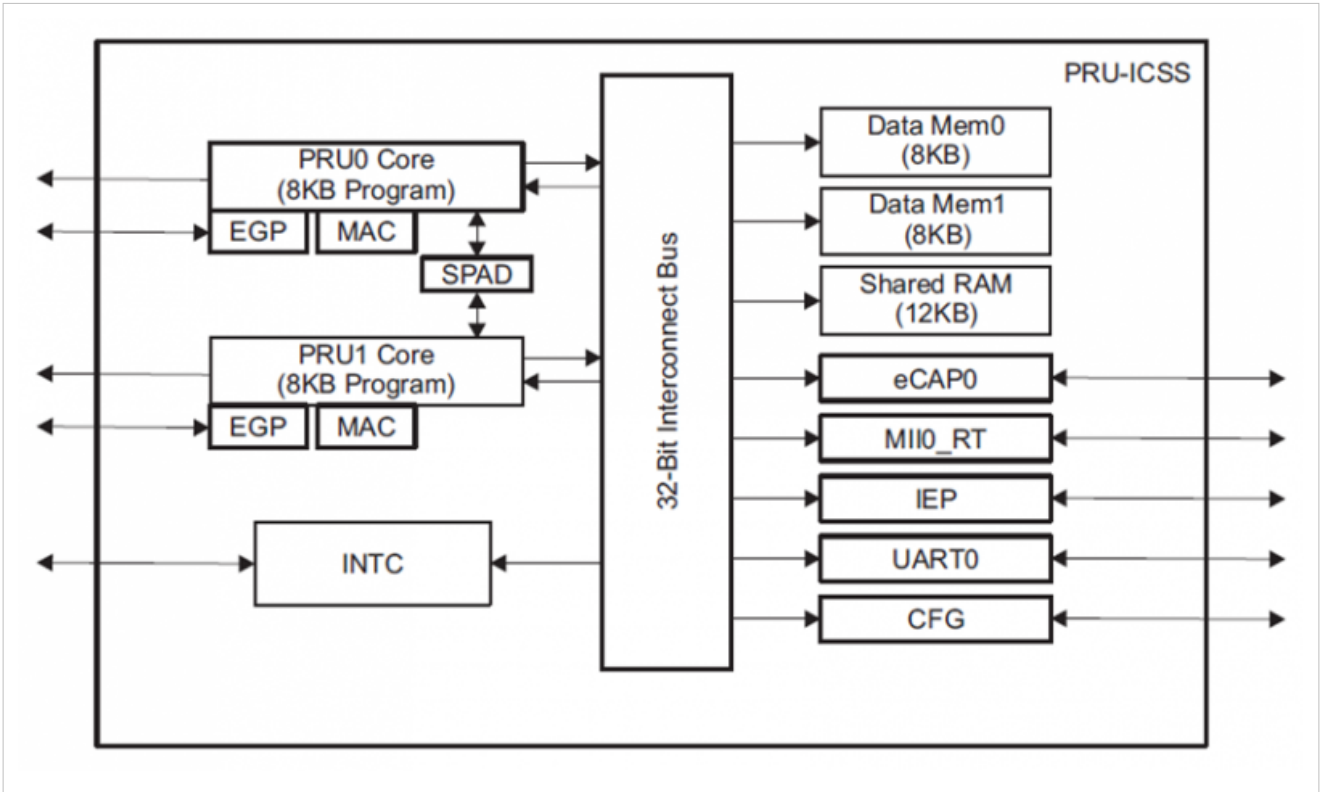 PRU-ICSS
PRU0 Core
(8KB Program)
EGP
MAC
SPAD
PRU1 Core
(8KB Program)
EGP
MAC
INTC
32-Bit Interconnect Bus
Data Mem0
(8KB)
Data Mem1
(8KB)
Shared RAM
(12KB)
eCAP0
MII0_RT
IEP
UART0
CFG